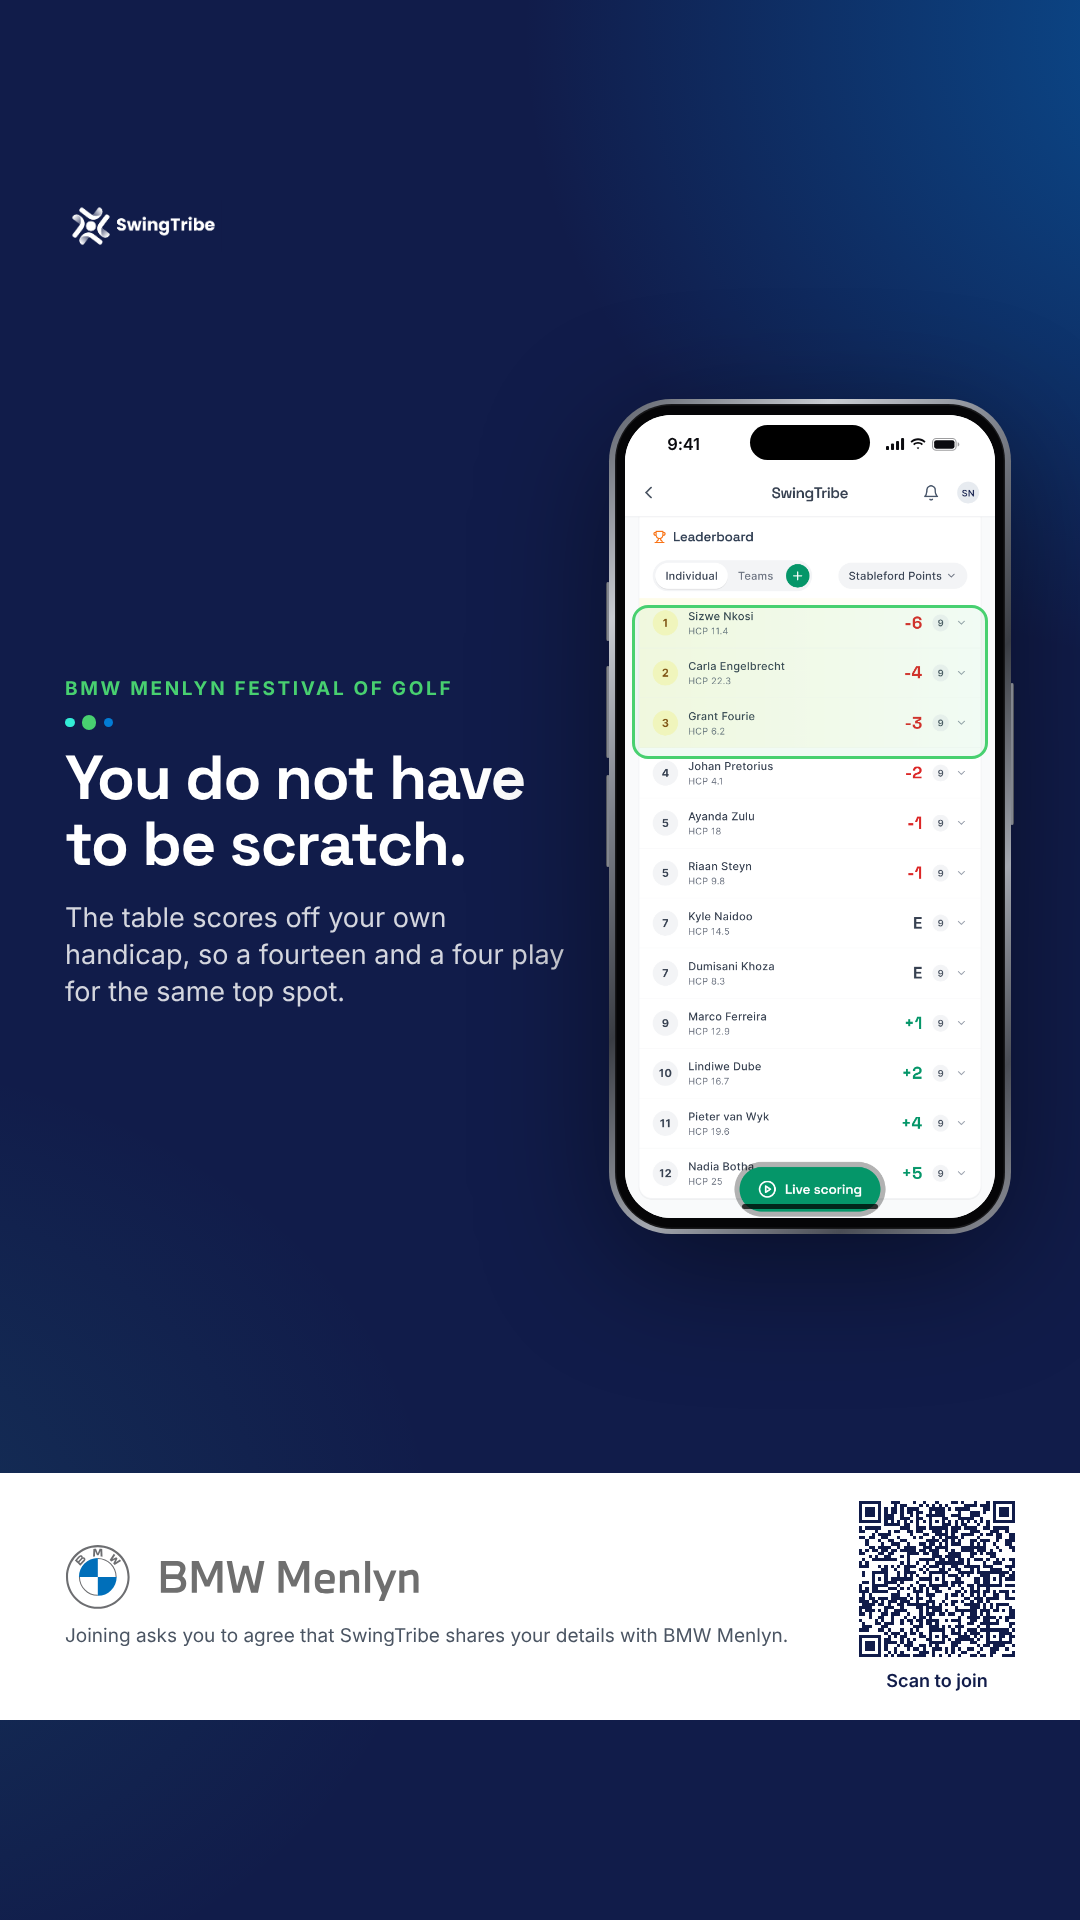 SwingTribe
9:41
SwingTribe
SN
Leaderboard
Individual
Teams
Stableford Points
1 Sizwe Nkosi -6 9
HCP 11.4
2 Carla Engelbrecht -4 9
HCP 22.3
3 Grant Fourie -3 9
HCP 6.2
4 Johan Pretorius -2 9
HCP 4.1
5 Ayanda Zulu -1 9
HCP 18
5 Riaan Steyn -1 9
HCP 9.8
7 Kyle Naidoo E 9
HCP 14.5
7 Dumisani Khoza E 9
HCP 8.3
9 Marco Ferreira +1 9
HCP 12.9
10 Lindiwe Dube +2 9
HCP 16.7
11 Pieter van Wyk +4 9
HCP 19.6
12 Nadia Botha +5 9
HCP 25
Live scoring
BMW MENLYN FESTIVAL OF GOLF
You do not have
to be scratch.
The table scores off your own
handicap, so a fourteen and a four play
for the same top spot.
BMW
BMW Menlyn
Joining asks you to agree that SwingTribe shares your details with BMW Menlyn.
Scan to join